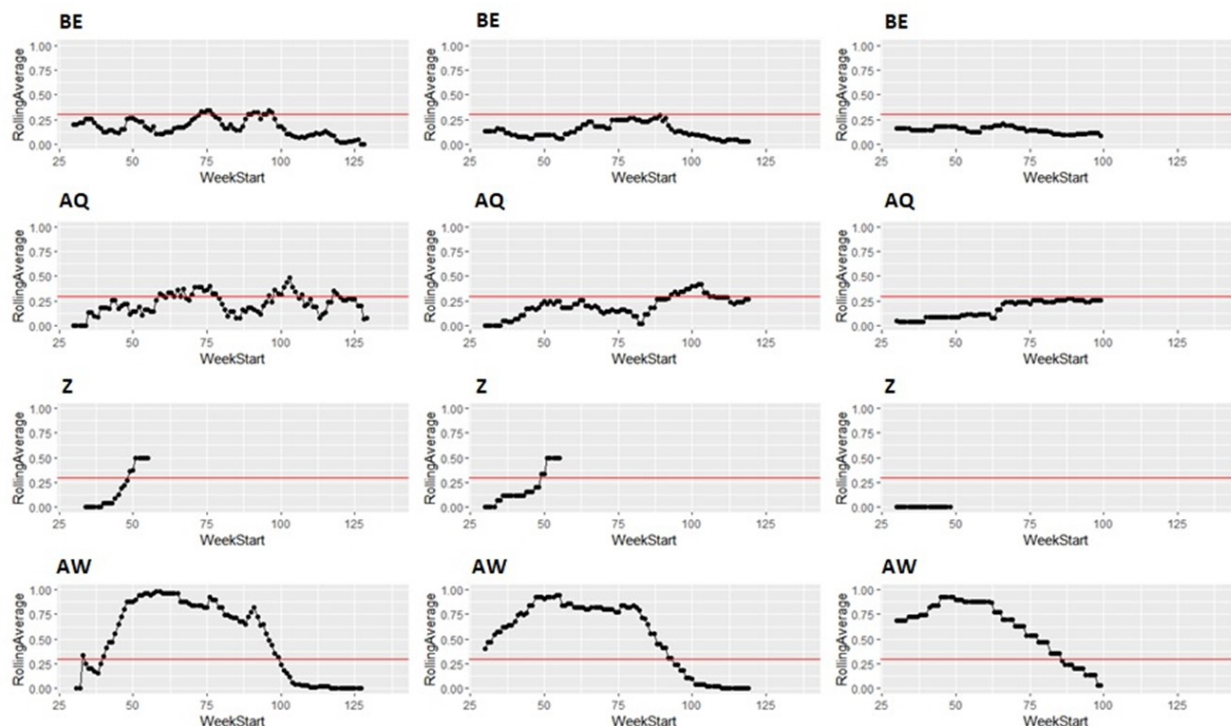 BE BE BE
RollingAverage RollingAverage RollingAverage
1.00 1.00 1.00
0.75 0.75 0.75
0.50 0.50 0.50
0.25 0.25 0.25
0.00 0.00 0.00
25 50 75 100 125 25 50 75 100 125 25 50 75 100 125
WeekStart WeekStart WeekStart
AQ AQ AQ
RollingAverage RollingAverage RollingAverage
1.00 1.00 1.00
0.75 0.75 0.75
0.50 0.50 0.50
0.25 0.25 0.25
0.00 0.00 0.00
25 50 75 100 125 25 50 75 100 125 25 50 75 100 125
WeekStart WeekStart WeekStart
Z Z Z
RollingAverage RollingAverage RollingAverage
1.00 1.00 1.00
0.75 0.75 0.75
0.50 0.50 0.50
0.25 0.25 0.25
0.00 0.00 0.00
25 50 75 100 125 25 50 75 100 125 25 50 75 100 125
WeekStart WeekStart WeekStart
AW AW AW
RollingAverage RollingAverage RollingAverage
1.00 1.00 1.00
0.75 0.75 0.75
0.50 0.50 0.50
0.25 0.25 0.25
0.00 0.00 0.00
25 50 75 100 125 25 50 75 100 125 25 50 75 100 125
WeekStart WeekStart WeekStart